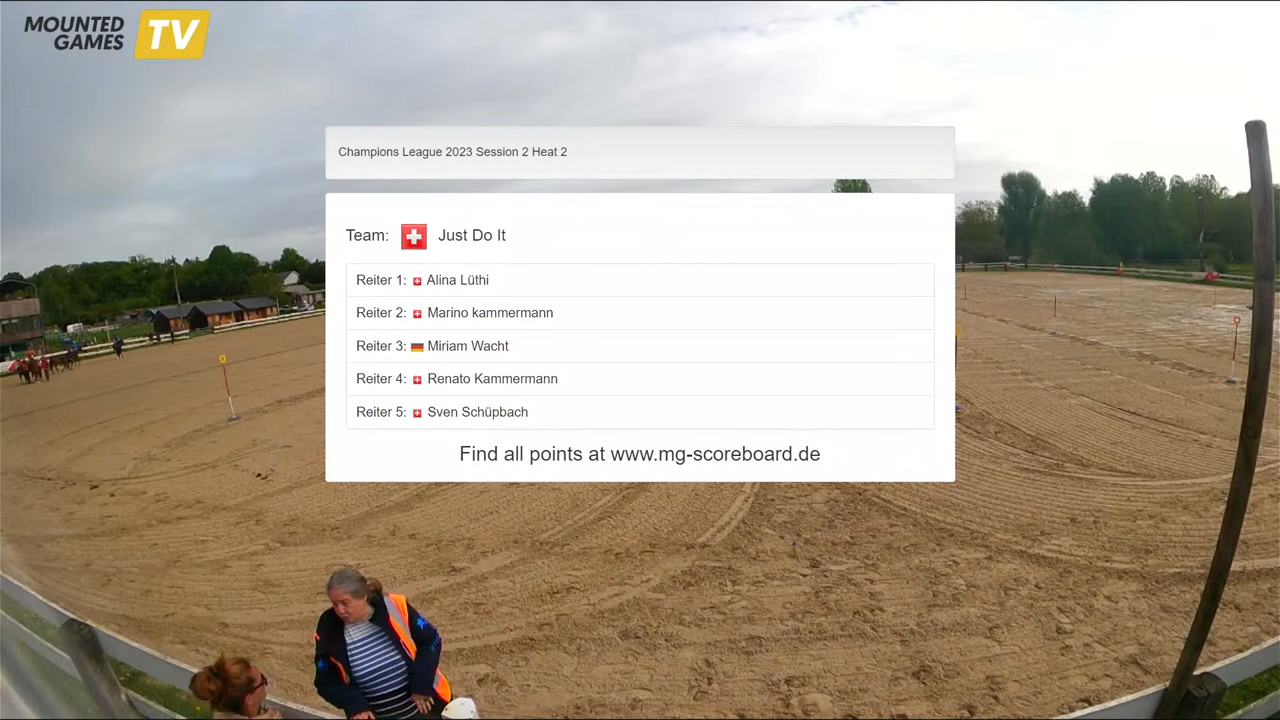 MOUNTED
GAMES
TV
Champions League 2023 Session 2 Heat 2
Team: Just Do It
Reiter 1: Alina Lüthi
Reiter 2: Marino kammermann
Reiter 3: Miriam Wacht
Reiter 4: Renato Kammermann
Reiter 5: Sven Schüpbach
Find all points at www.mg-scoreboard.de